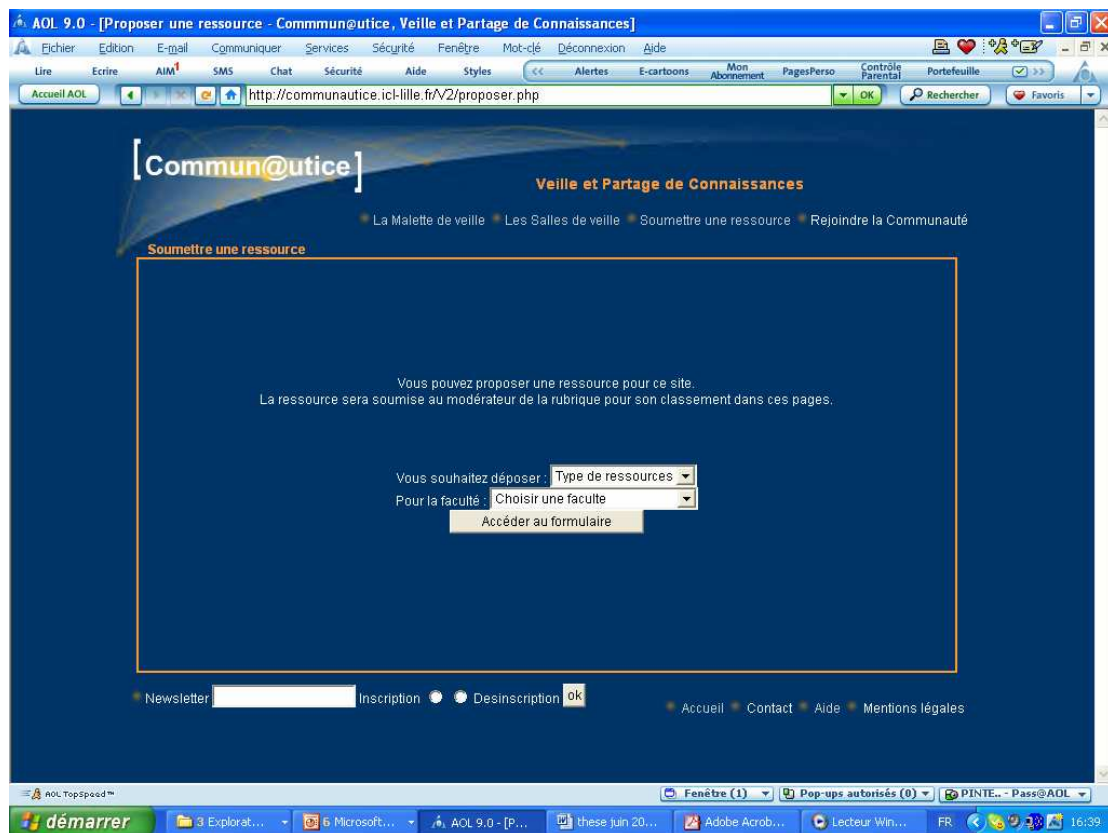 AOL 9.0 - [Proposer une ressource - Commmun@utice, Veille et Partage de Connaissances]
Fichier Edition E-mail Communiquer Services Sécurité Fenêtre Mot-clé Déconnexion Aide
Lire Ecrire AIM1 SMS Chat Sécurité Aide Styles << Alertes E-cartoons Mon Abonnement PagesPerso Contrôle Parental Portefeuille >>
Accueil AOL http://communautice.icl-lille.fr/V2/proposer.php OK Rechercher Favoris
[Commun@utice]
Veille et Partage de Connaissances
La Malette de veille Les Salles de veille Soumettre une ressource Rejoindre la Communauté
Soumettre une ressource
Vous pouvez proposer une ressource pour ce site.
La ressource sera soumise au modérateur de la rubrique pour son classement dans ces pages.
Vous souhaitez déposer : Type de ressources
Pour la faculté : Choisir une faculte
Accéder au formulaire
Newsletter Inscription Desinscription ok
Accueil Contact Aide Mentions légales
AOL TopSpeed™ Fenêtre (1) Pop-ups autorisés (0) PINTE.. - Pass@AOL
démarrer 3 Explorat... 6 Microsoft... AOL 9.0 - [P... these juin 20... Adobe Acrob... Lecteur Win... FR 16:39